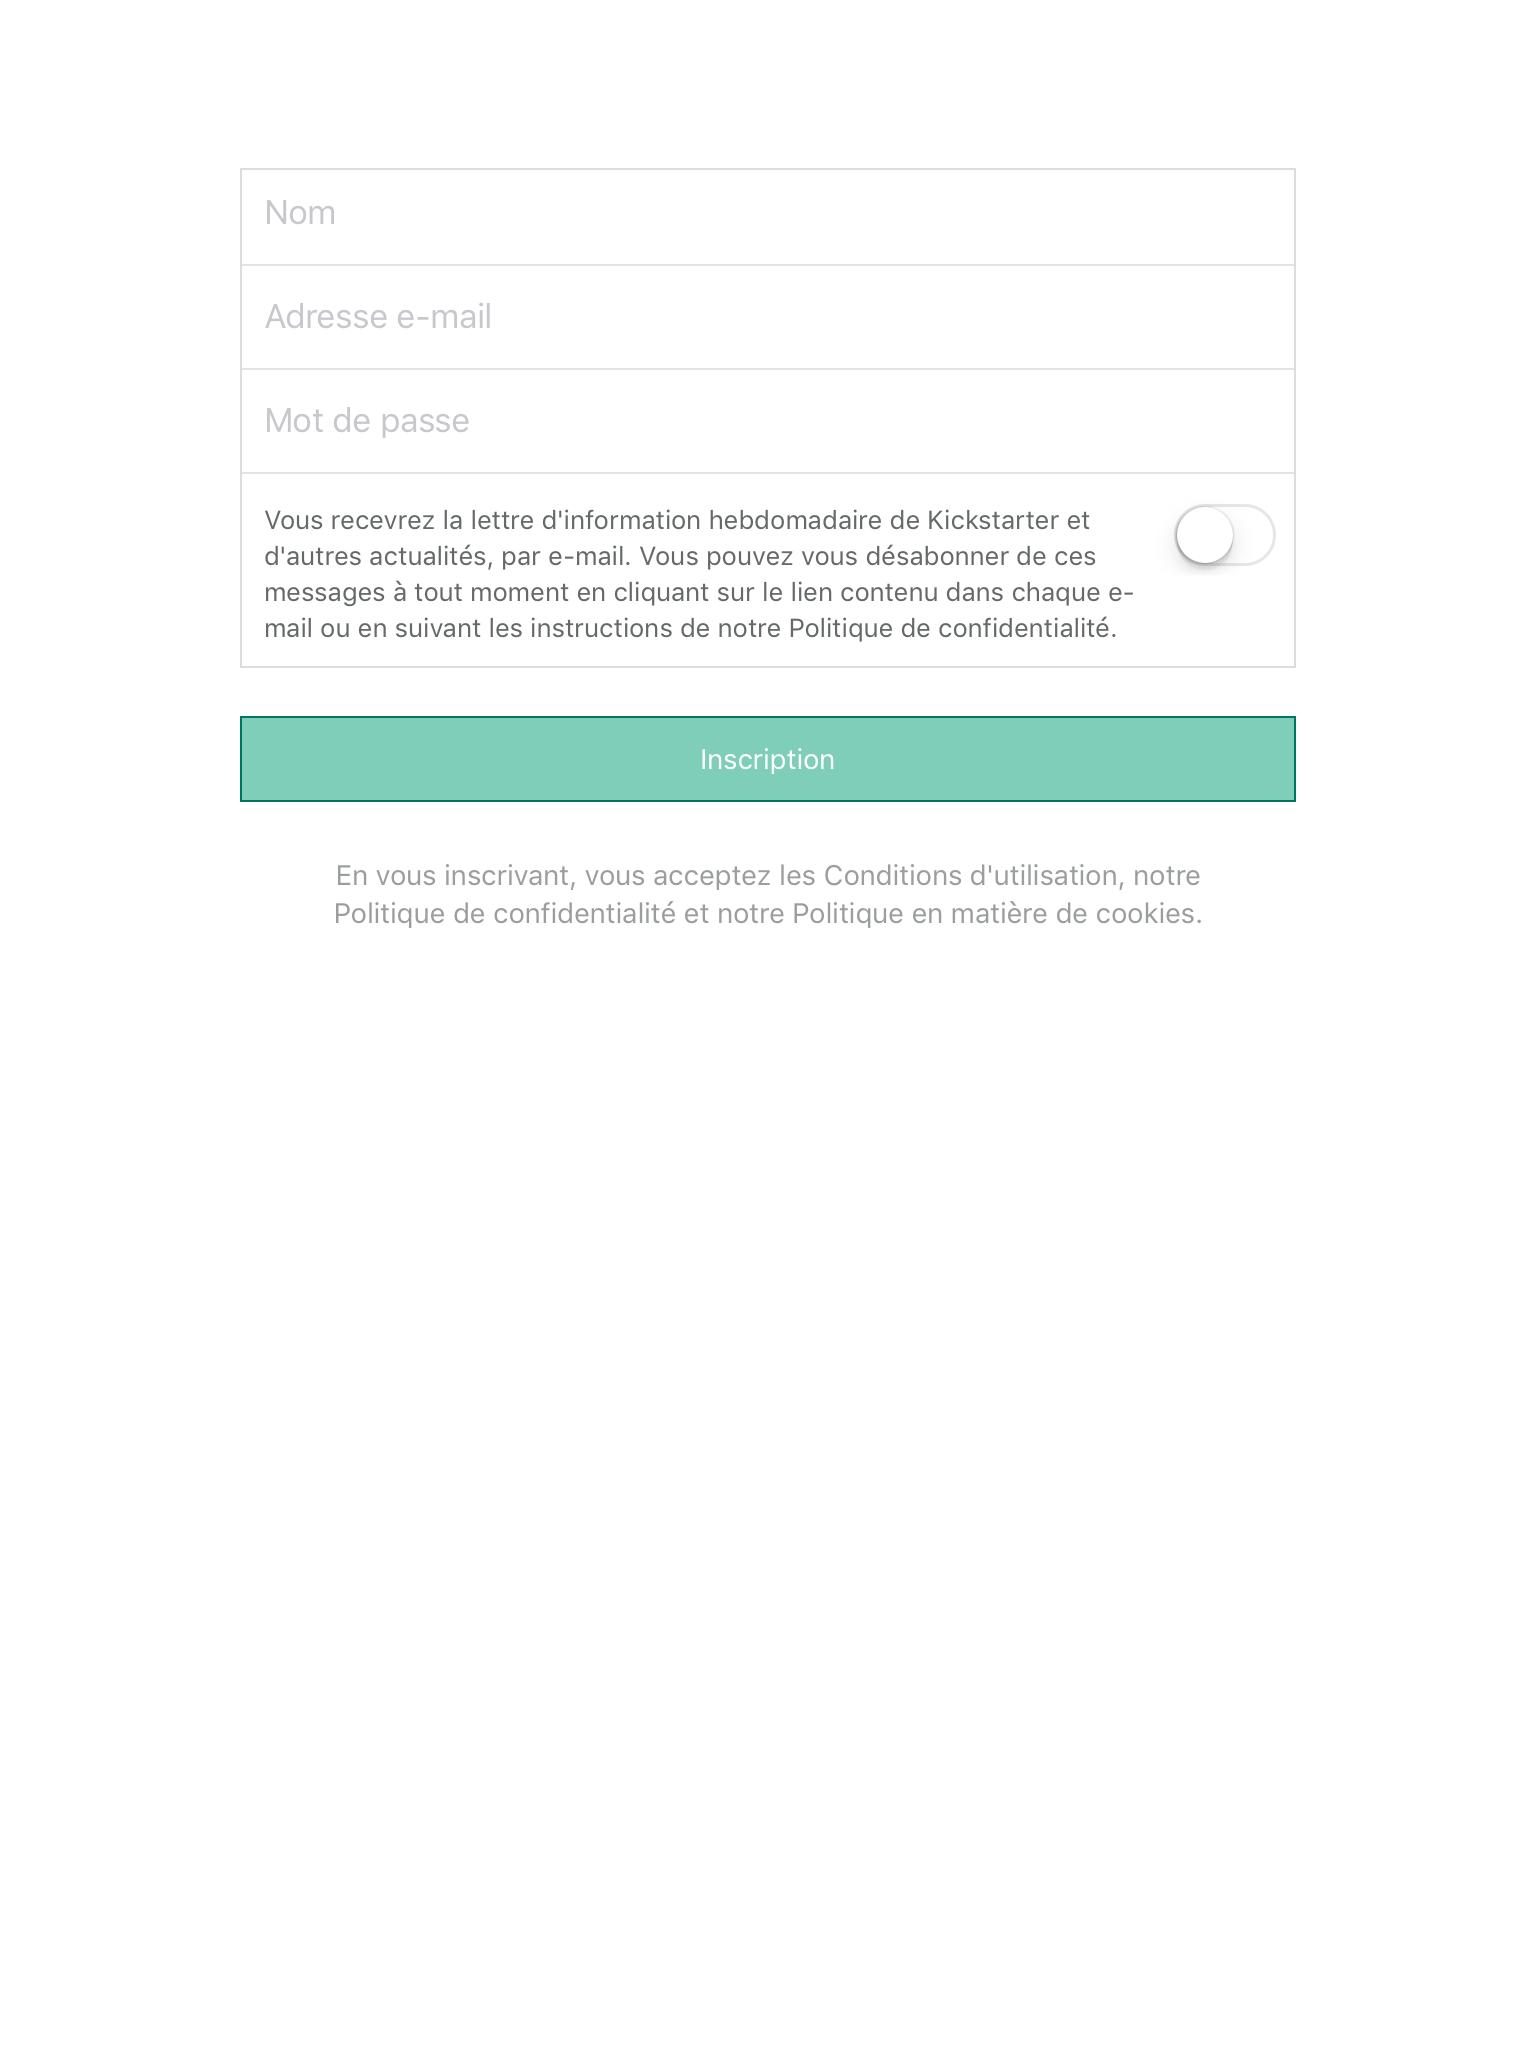 Nom
Adresse e-mail
Mot de passe
Vous recevrez la lettre d'information hebdomadaire de Kickstarter et
d'autres actualités, par e-mail. Vous pouvez vous désabonner de ces
messages à tout moment en cliquant sur le lien contenu dans chaque e-
mail ou en suivant les instructions de notre Politique de confidentialité.
Inscription
En vous inscrivant, vous acceptez les Conditions d'utilisation, notre
Politique de confidentialité et notre Politique en matière de cookies.